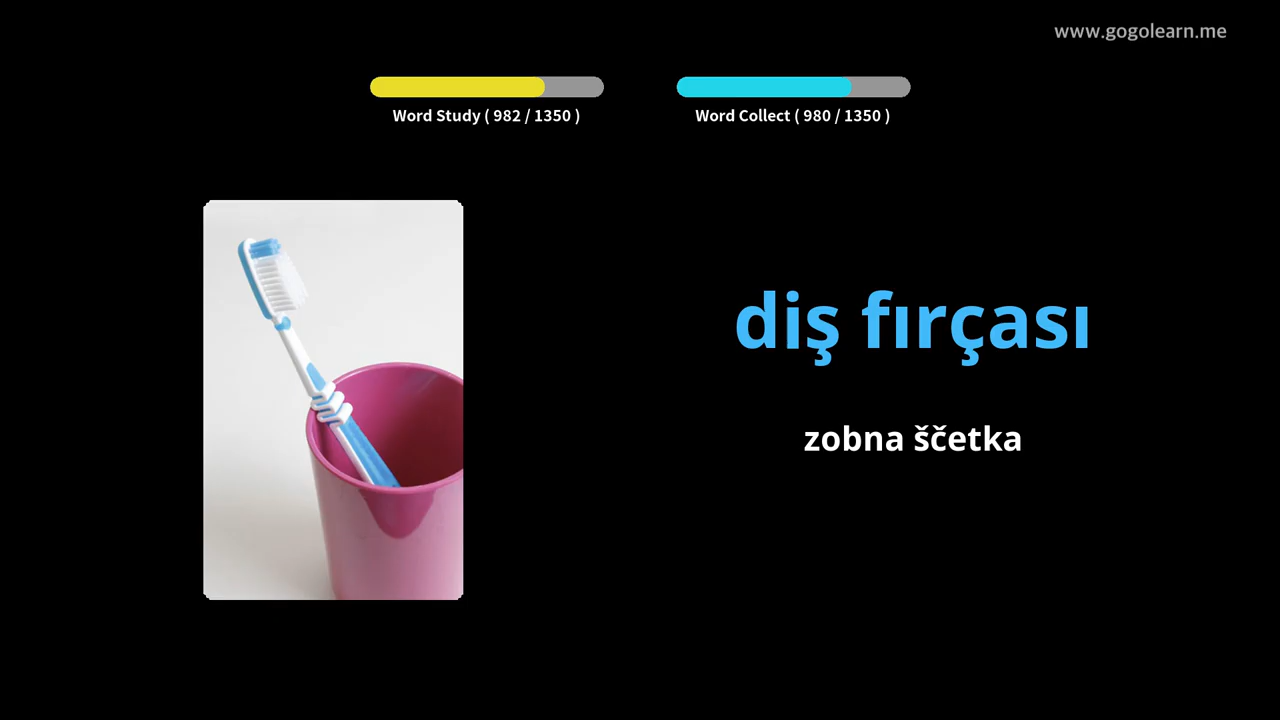 www.gogolearn.me
Word Study ( 982 / 1350 )
Word Collect ( 980 / 1350 )
diş fırçası
zobna ščetka